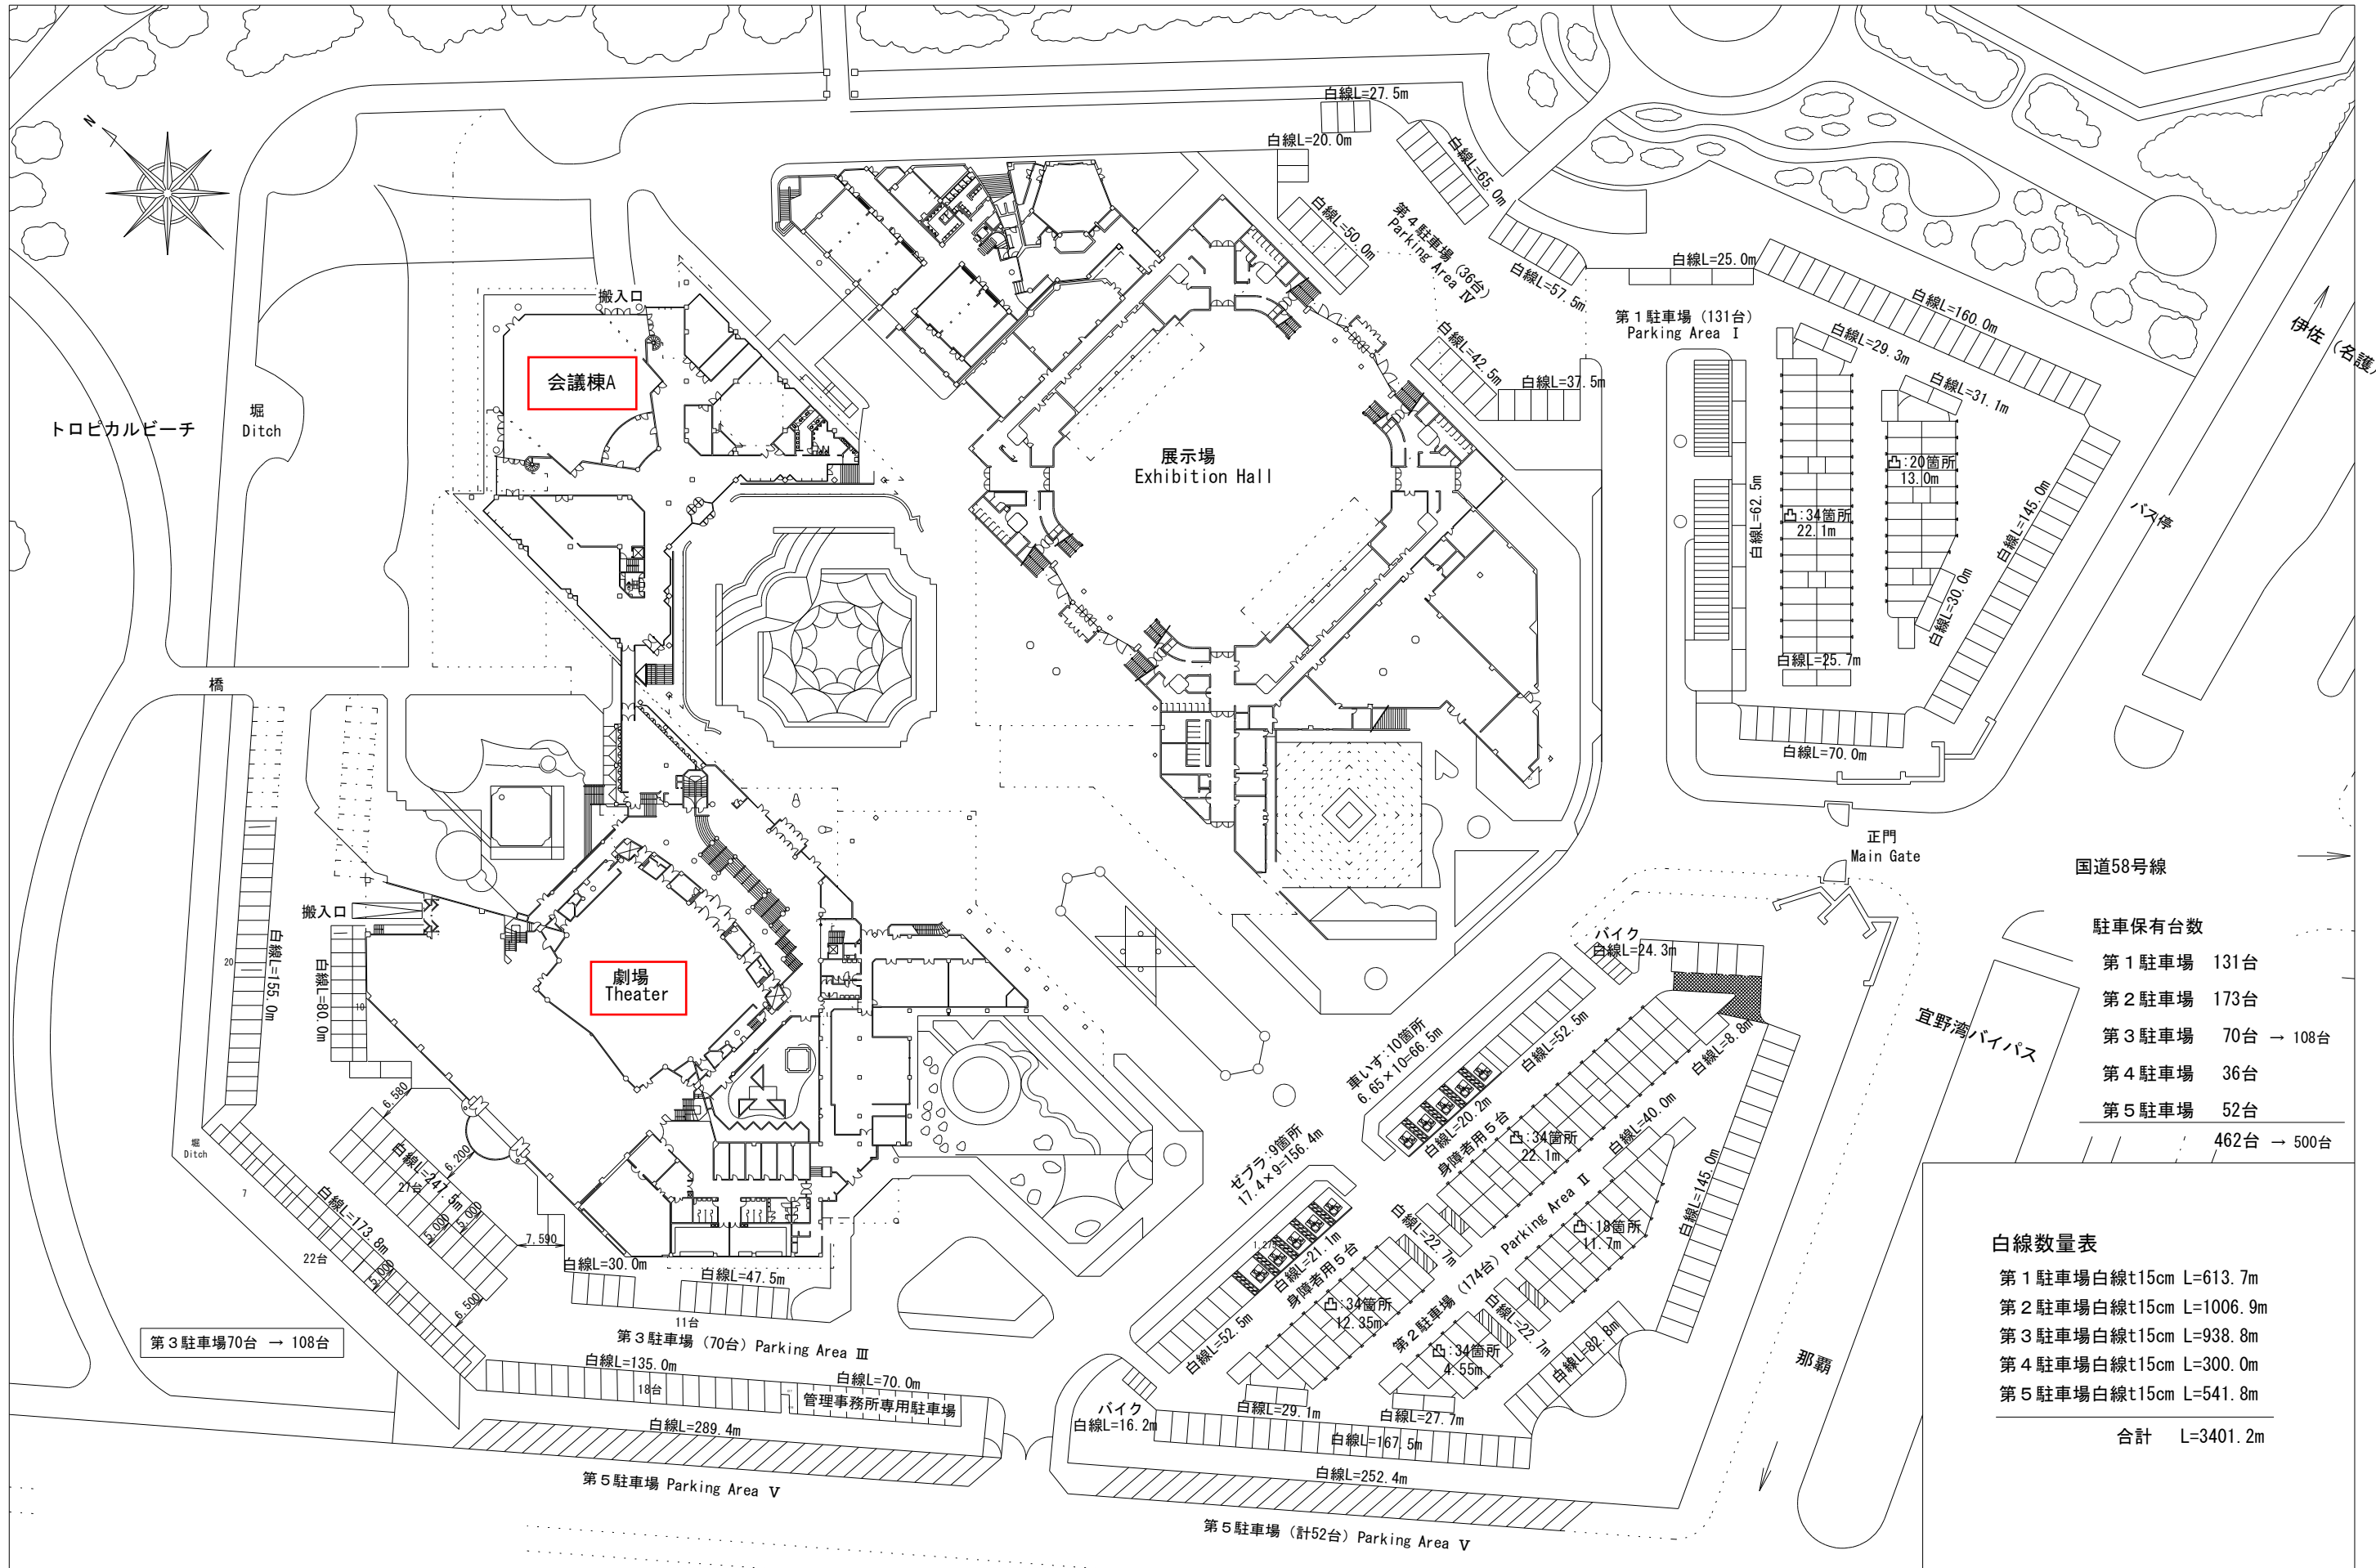 N
白線L=27.5m
白線L=20.0m
白線L=65.0m
白線L=50.0m
第4駐車場 (36台)
Parking Area Ⅳ
白線L=57.5m
白線L=25.0m
白線L=160.0m
第1駐車場 (131台)
Parking Area Ⅰ
白線L=29.3m
白線L=31.1m
伊佐 (名護)
白線L=42.5m
白線L=37.5m
搬入口
会議棟A
堀
Ditch
トロピカルビーチ
展示場
Exhibition Hall
白線L=62.5m
凸:34箇所
22.1m
凸:20箇所
13.0m
白線L=145.0m
バス停
白線L=30.0m
白線L=25.7m
白線L=70.0m
橋
正門
Main Gate
国道58号線
搬入口
劇場
Theater
白線L=155.0m
20
白線L=80.0m
10
バイク
白線L=24.3m
駐車保有台数
第1駐車場 131台
第2駐車場 173台
第3駐車場 70台 → 108台
第4駐車場 36台
第5駐車場 52台
462台 → 500台
宜野湾バイパス
車いす:10箇所
6.65×10=66.5m
白線L=52.5m
白線L=8.8m
白線L=20.2m
身障者用5台
凸:34箇所
22.1m
白線L=40.0m
白線L=145.0m
ゼブラ:9箇所
17.4×9=156.4m
白線L=21.1m
身障者用5台
白線L=22.7m
第2駐車場 (174台) Parking Area Ⅱ
凸:18箇所
11.7m
凸:34箇所
12.35m
白線L=52.5m
白線L=22.7m
凸:34箇所
4.55m
白線L=82.8m
堀
Ditch
6.580
6.200
白線L=247.5m
27台
5.000
5.000
7
白線L=173.8m
22台
5.000
6.500
7.590
白線L=30.0m
白線L=47.5m
11台
第3駐車場 (70台) Parking Area Ⅲ
第3駐車場70台 → 108台
白線L=135.0m
18台
白線L=70.0m
管理事務所専用駐車場
白線L=289.4m
第5駐車場 Parking Area Ⅴ
バイク
白線L=16.2m
白線L=29.1m
白線L=27.7m
白線L=167.5m
白線L=252.4m
第5駐車場 (計52台) Parking Area Ⅴ
那覇
白線数量表
第1駐車場白線t15cm L=613.7m
第2駐車場白線t15cm L=1006.9m
第3駐車場白線t15cm L=938.8m
第4駐車場白線t15cm L=300.0m
第5駐車場白線t15cm L=541.8m
合計 L=3401.2m